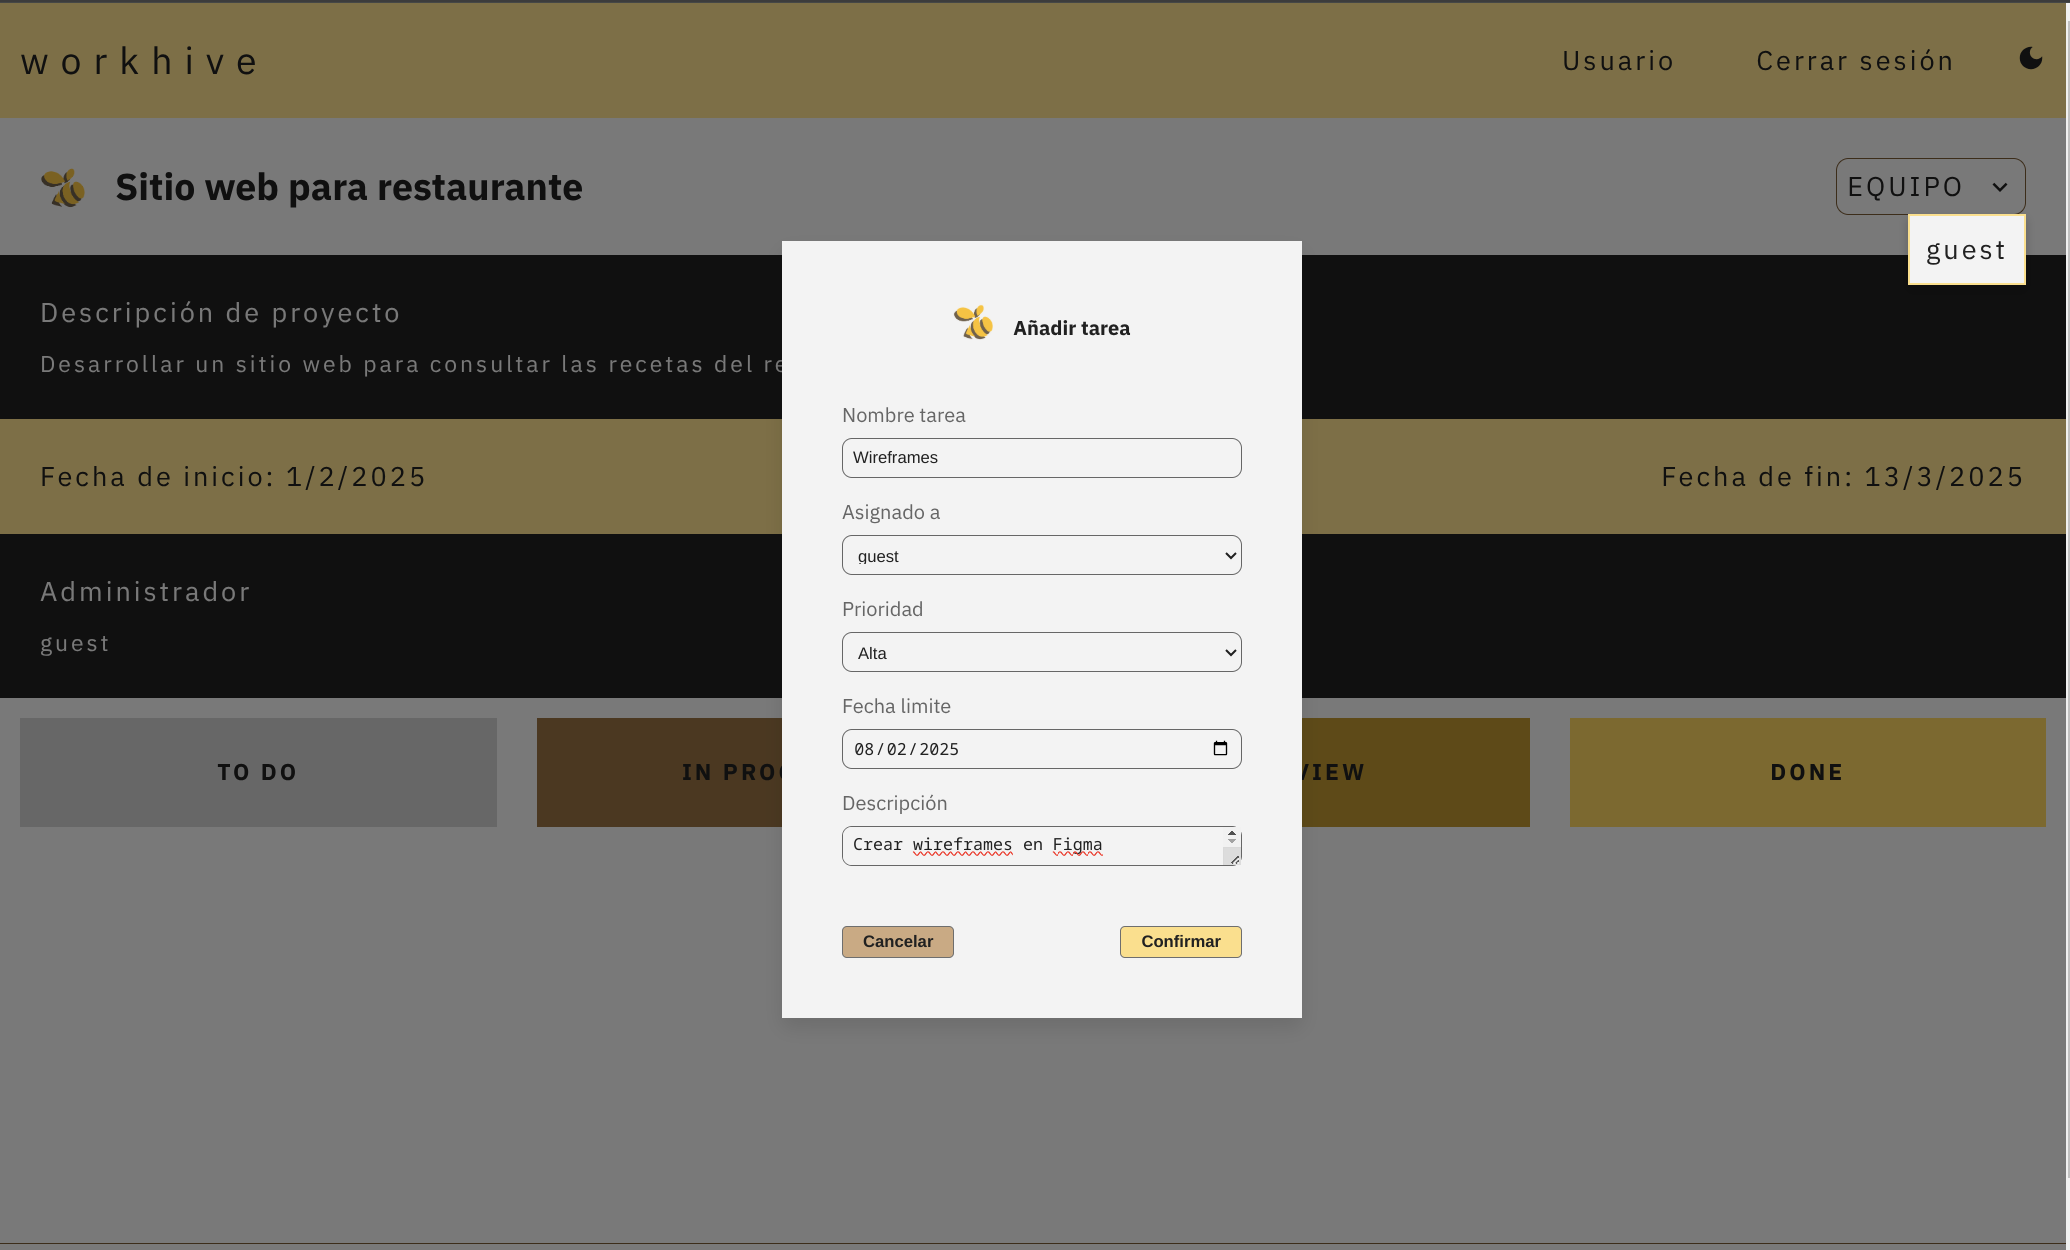 workhive
Usuario
Cerrar sesión
Sitio web para restaurante
EQUIPO
guest
Descripción de proyecto
Desarrollar un sitio web para consultar las recetas del
Fecha de inicio: 1/2/2025
Fecha de fin: 13/3/2025
Administrador
guest
TO DO
IN
DONE
Añadir tarea
Nombre tarea
Wireframes
Asignado a
guest
Prioridad
Alta
Fecha limite
08/02/2025
Descripción
Crear wireframes en Figma
Cancelar
Confirmar